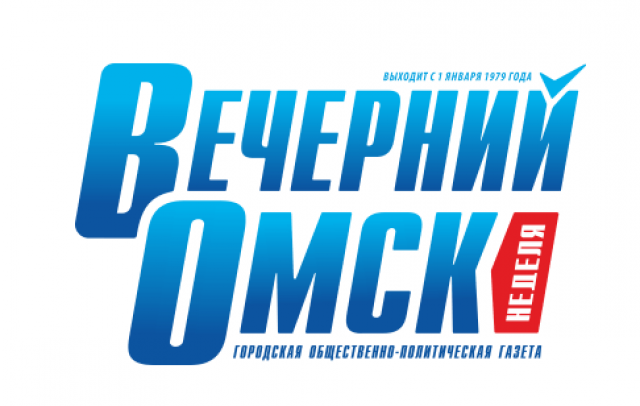 ВЫХОДИТ С 1 ЯНВАРЯ 1979 ГОДА
ВЕЧЕРНИЙ
ОМСК
НЕДЕЛЯ
ГОРОДСКАЯ ОБЩЕСТВЕННО-ПОЛИТИЧЕСКАЯ ГАЗЕТА